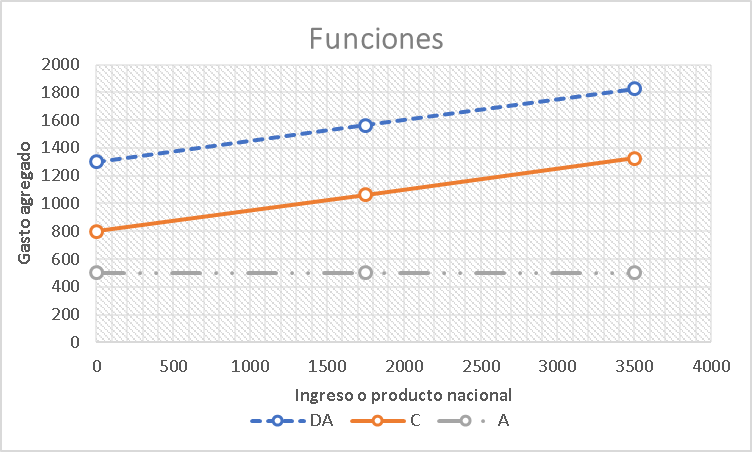 Funciones
2000
1800
1600
1400
1200
1000
800
600
400
200
0
Gasto agregado
0 500 1000 1500 2000 2500 3000 3500 4000
Ingreso o producto nacional
DA C A